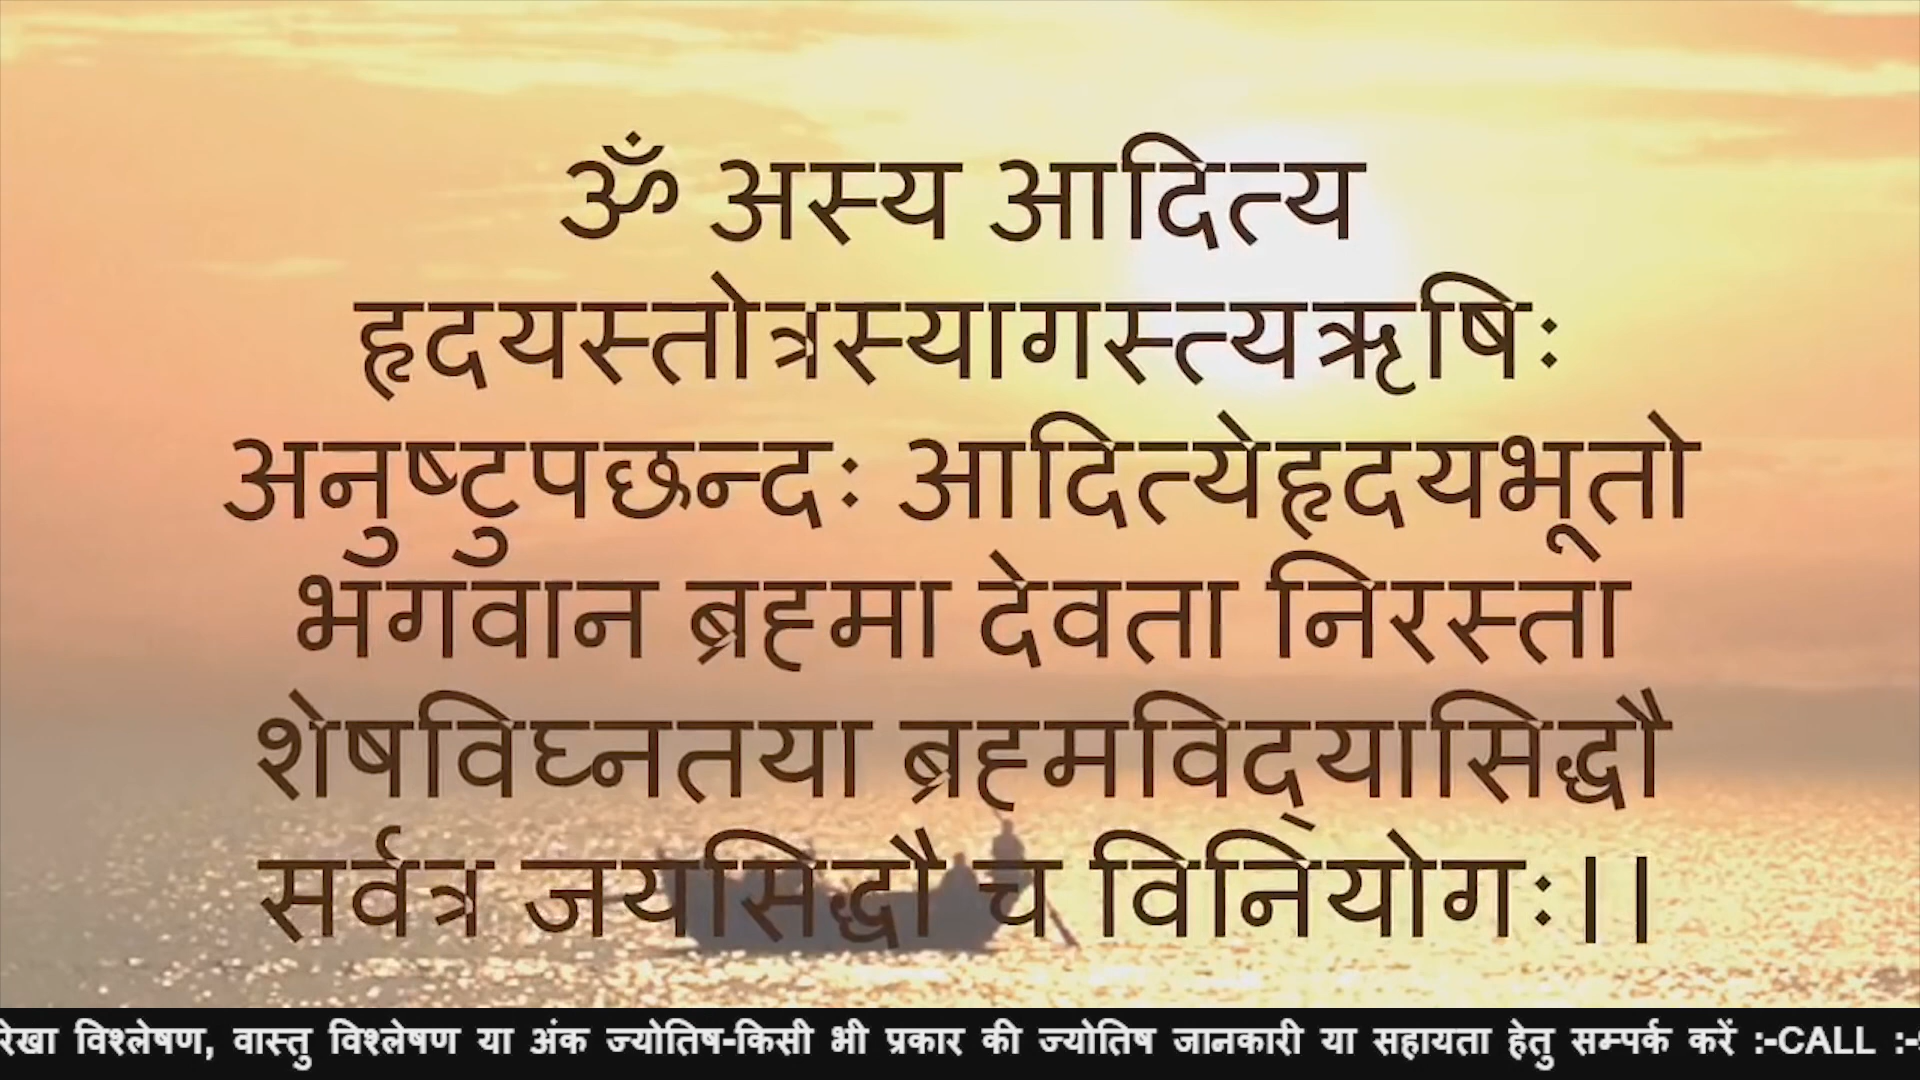 ॐ अस्य आदित्य
हृदयस्तोत्रस्यागस्त्यऋषिः
अनुष्टुपछन्दः आदित्येहृदयभूतो
भगवान ब्रह्मा देवता निरस्ता
शेषविघ्नतया ब्रह्मविद्यासिद्धौ
सर्वत्र जयसिद्धौ च विनियोगः।।
रेखा विश्लेषण, वास्तु विश्लेषण या अंक ज्योतिष-किसी भी प्रकार की ज्योतिष जानकारी या सहायता हेतु सम्पर्क करें :-CALL :-